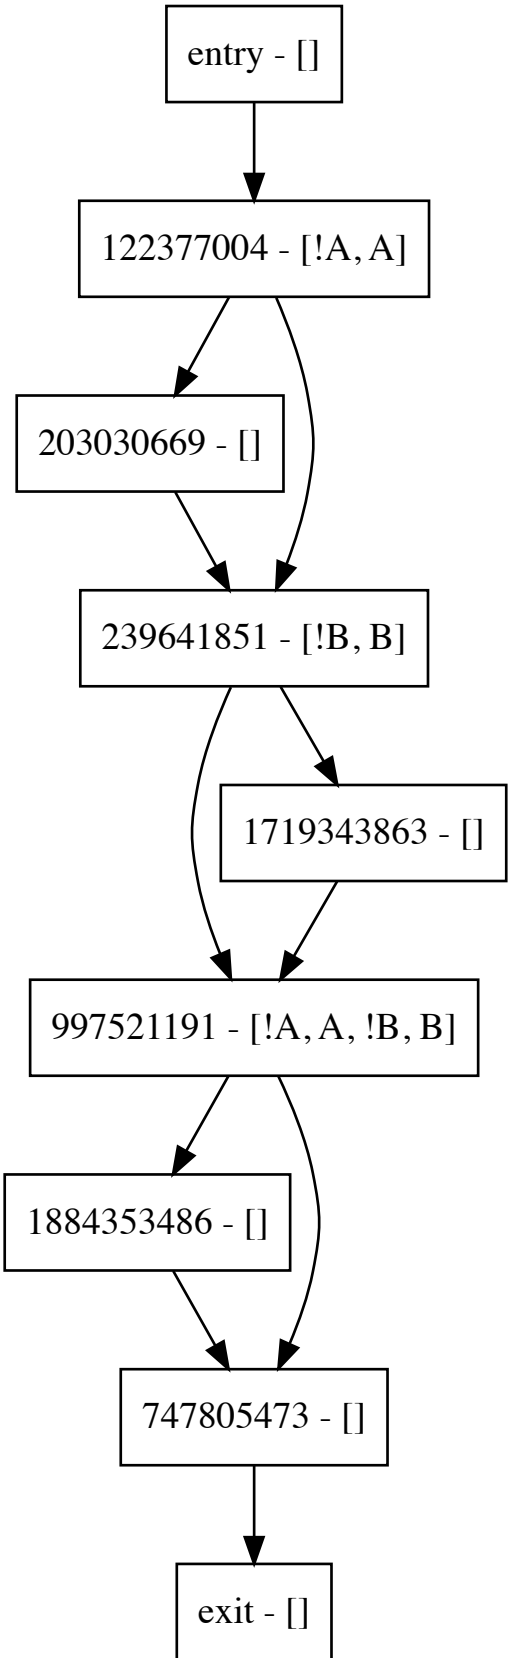 entry - []
122377004 - [!A, A]
203030669 - []
239641851 - [!B, B]
1719343863 - []
997521191 - [!A, A, !B, B]
1884353486 - []
747805473 - []
exit - []